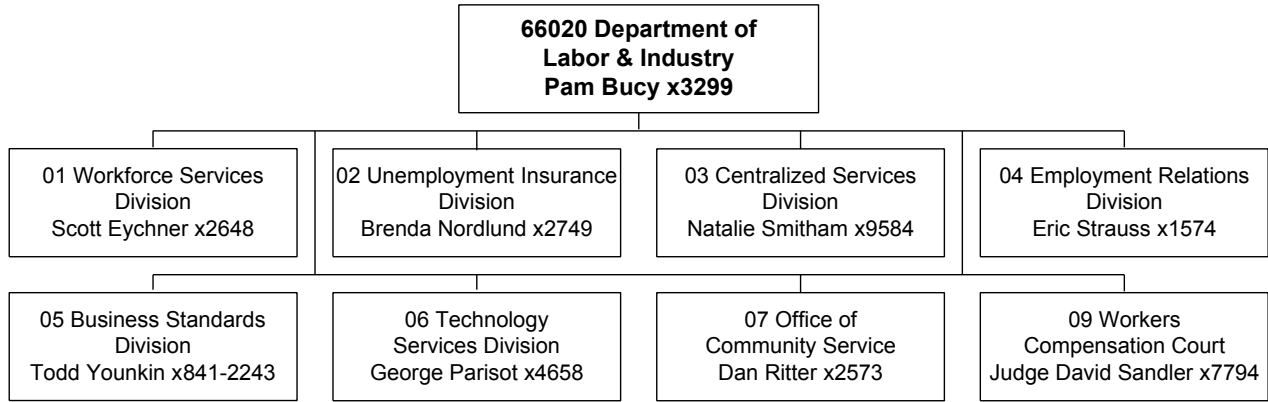 66020 Department of
Labor & Industry
Pam Bucy x3299
01 Workforce Services
Division
Scott Eychner x2648
02 Unemployment Insurance
Division
Brenda Nordlund x2749
03 Centralized Services
Division
Natalie Smitham x9584
04 Employment Relations
Division
Eric Strauss x1574
05 Business Standards
Division
Todd Younkin x841-2243
06 Technology
Services Division
George Parisot x4658
07 Office of
Community Service
Dan Ritter x2573
09 Workers
Compensation Court
Judge David Sandler x7794